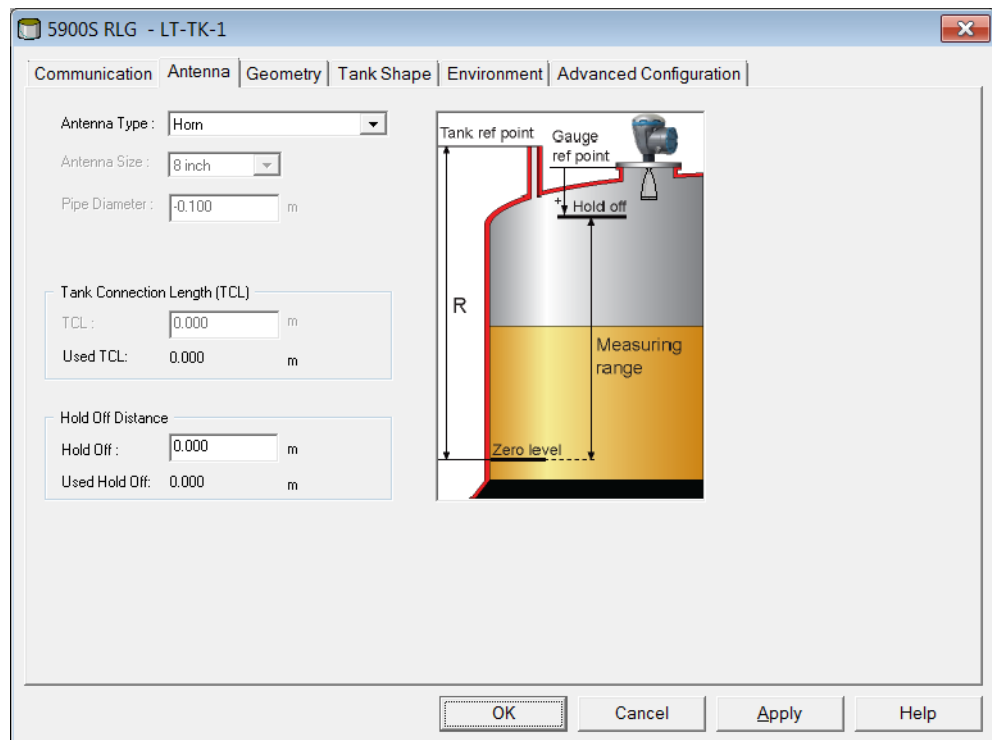 5900S RLG - LT-TK-1
Communication Antenna Geometry Tank Shape Environment Advanced Configuration
Antenna Type : Horn
Antenna Size : 8 inch
Pipe Diameter : -0.100 m
Tank Connection Length (TCL)
TCL : 0.000 m
Used TCL: 0.000 m
Hold Off Distance
Hold Off : 0.000 m
Used Hold Off: 0.000 m
Tank ref point
Gauge
ref point
+
Hold off
R
Measuring
range
Zero level
OK Cancel Apply Help